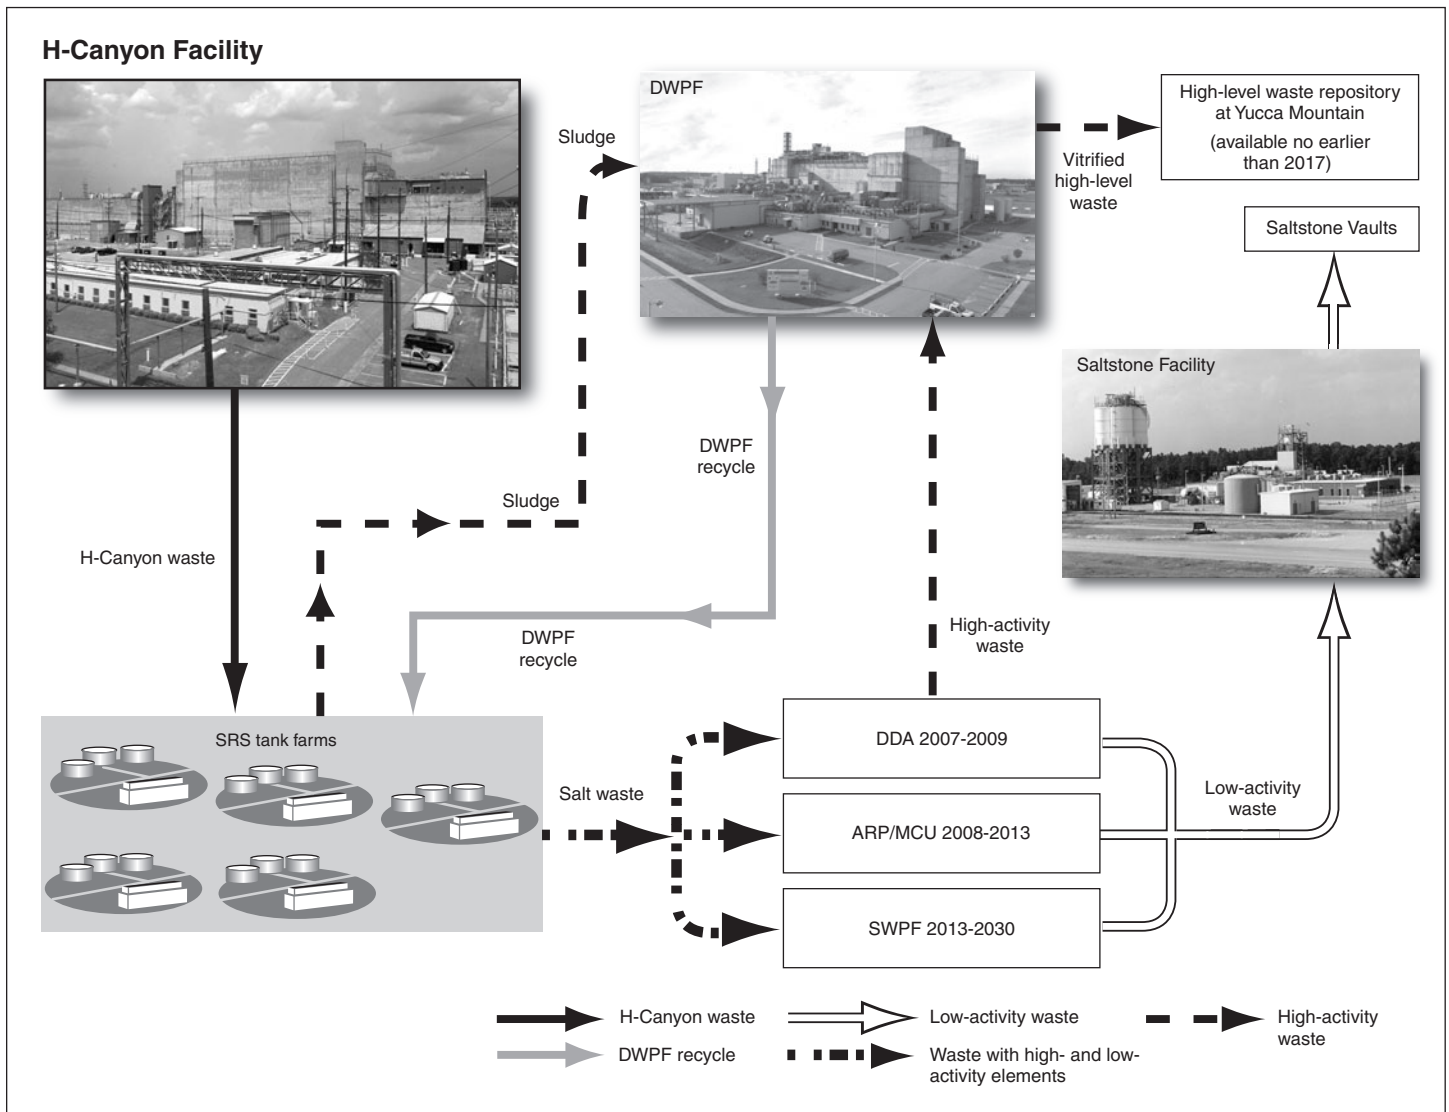 H-Canyon Facility
DWPF
High-level waste repository
at Yucca Mountain
(available no earlier
than 2017)
Sludge
Vitrified
high-level
waste
Saltstone Vaults
Saltstone Facility
DWPF
recycle
Sludge
H-Canyon waste
DWPF
recycle
High-activity
waste
SRS tank farms
DDA 2007-2009
Salt waste
Low-activity
waste
ARP/MCU 2008-2013
SWPF 2013-2030
H-Canyon waste
Low-activity waste
High-activity
waste
DWPF recycle
Waste with high- and low-
activity elements